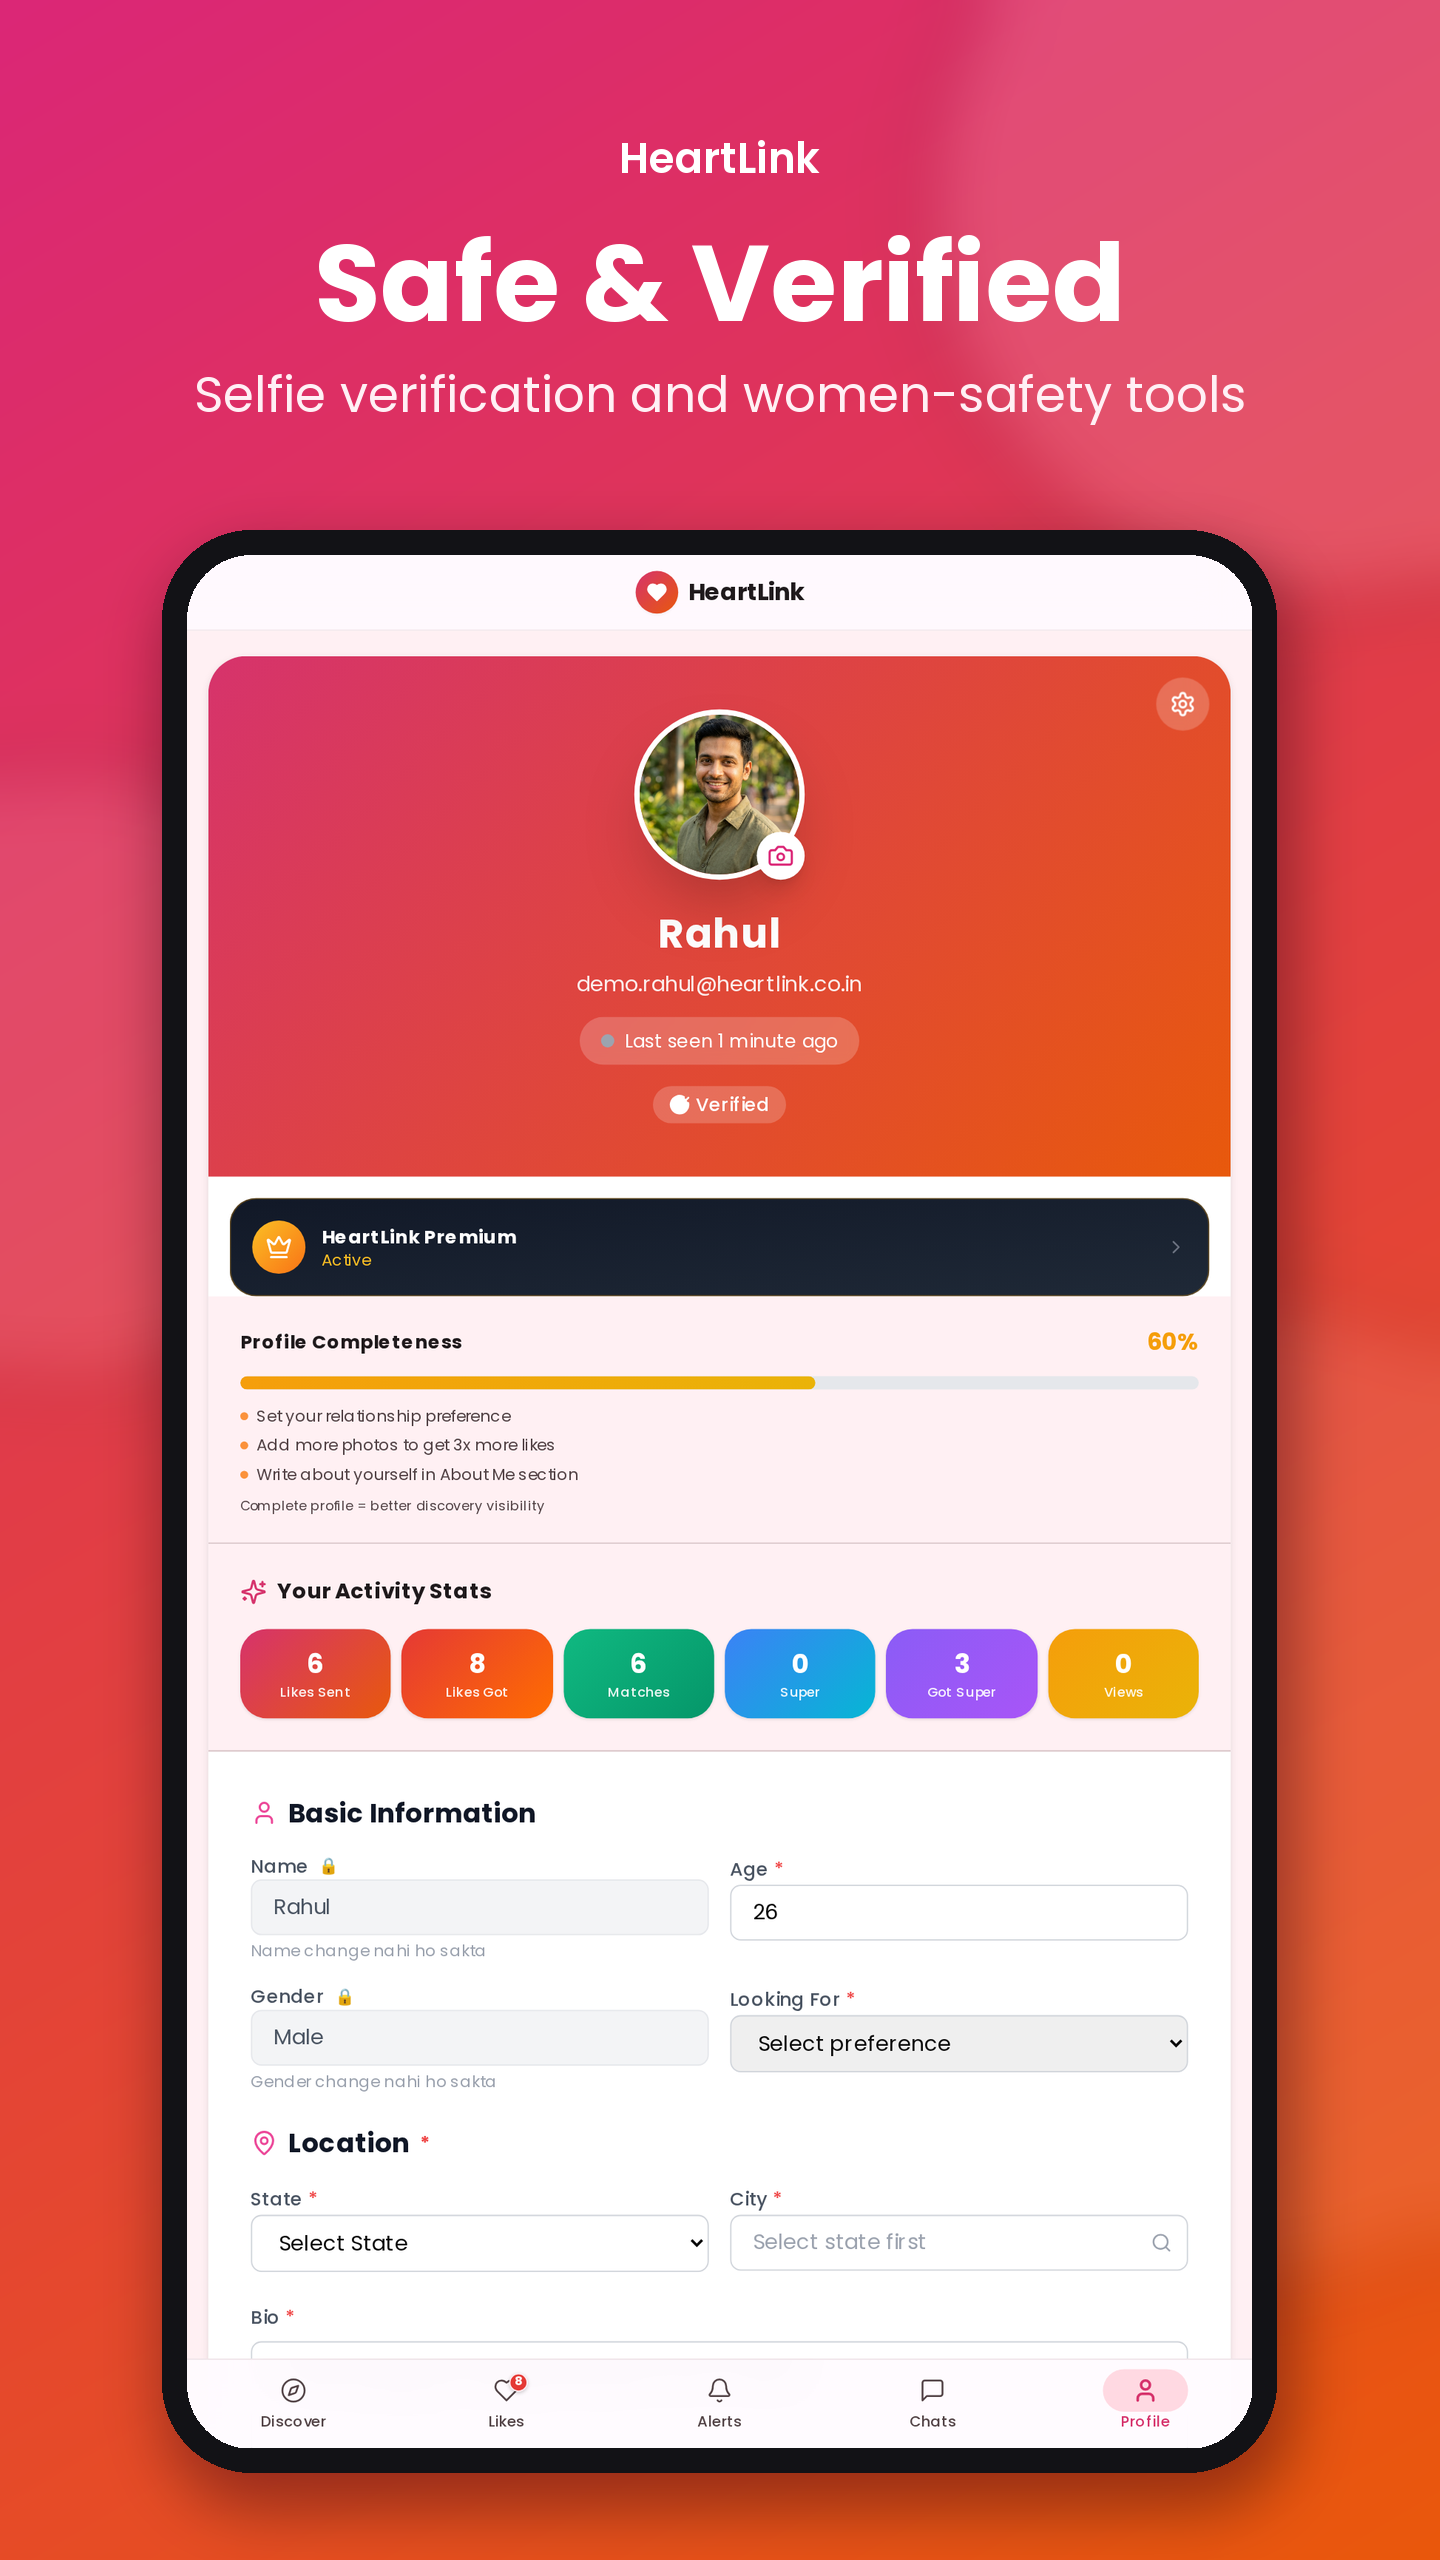 HeartLink
Safe & Verified
Selfie verification and women-safety tools
HeartLink
Rahul
demo.rahul@heartlink.co.in
Last seen 1 minute ago
Verified
HeartLink Premium
Active
Profile Completeness
60%
Set your relationship preference
Add more photos to get 3x more likes
Write about yourself in About Me section
Complete profile = better discovery visibility
Your Activity Stats
6
Likes Sent
8
Likes Got
6
Matches
0
Super
3
Got Super
0
Views
Basic Information
Name
Rahul
Name change nahi ho sakta
Age *
26
Gender
Male
Gender change nahi ho sakta
Looking For *
Select preference
Location *
State *
Select State
City *
Select state first
Bio *
Discover
8
Likes
Alerts
Chats
Profile